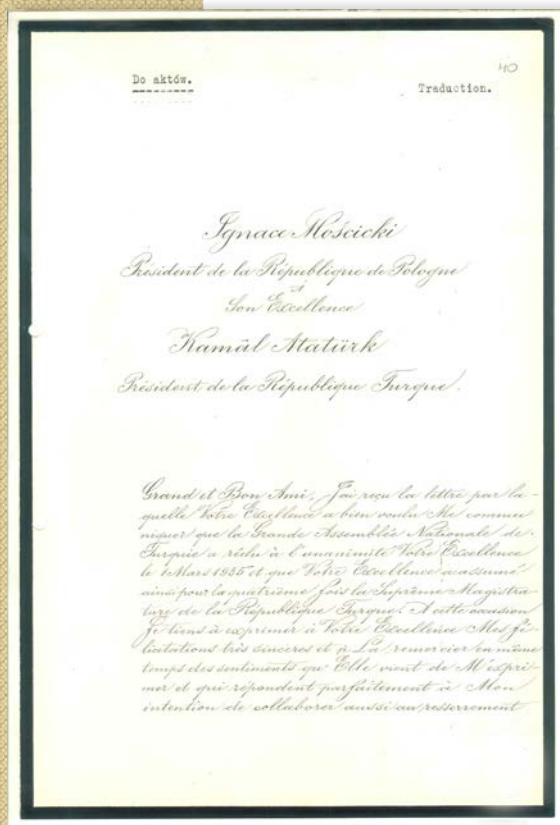 40
Do aktów.
Traduction.
Ignace Mościcki
Président de la République de Pologne
à
Son Excellence
Kamâl Atatürk
Président de la République Turque.
Grand et Bon Ami, J'ai reçu la lettre par la-
quelle Votre Excellence a bien voulu Me commu
niquer que la Grande Assemblée Nationale de
Turquie a réélu à l'unanimité Votre Excellence
le 1 Mars 1935 et que Votre Excellence a assumé
ainsi pour la quatrième fois la Suprême Magistra-
ture de la République Turque. A cette occasion
Je tiens à exprimer à Votre Excellence Mes fé-
licitations très sincères et à La remercier en même
temps des sentiments qu'Elle vient de M'expri-
mer et qui répondent parfaitement à Mon
intention de collaborer aussi au resserrement